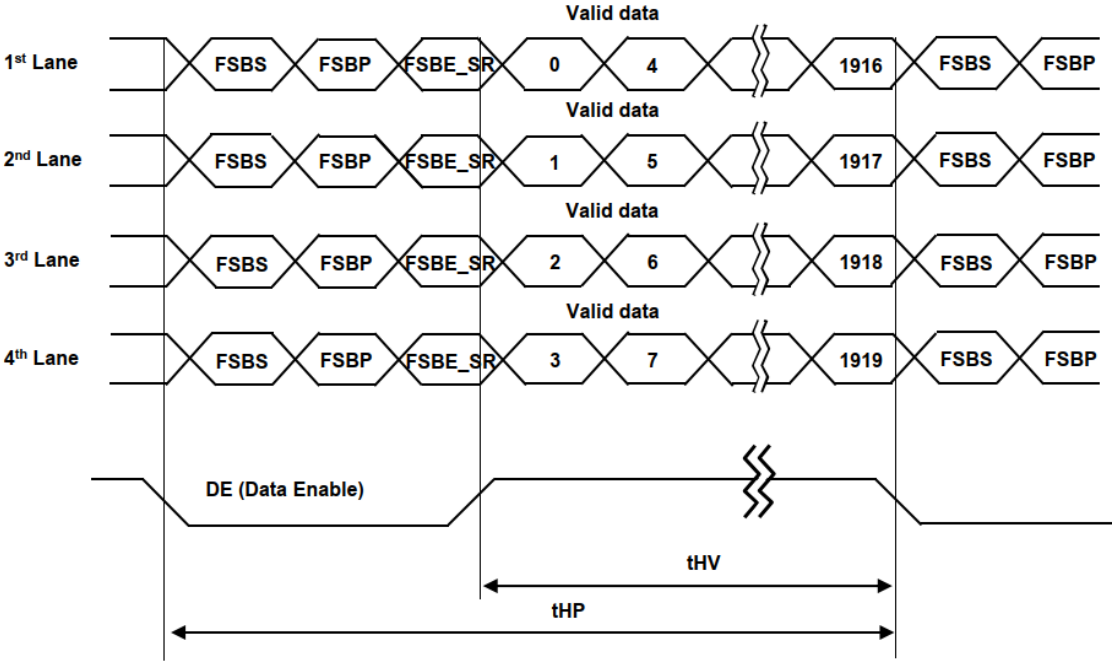 Valid data
1st Lane FSBS FSBP FSBE_SR 0 4 1916 FSBS FSBP
Valid data
2nd Lane FSBS FSBP FSBE_SR 1 5 1917 FSBS FSBP
Valid data
3rd Lane FSBS FSBP FSBE_SR 2 6 1918 FSBS FSBP
Valid data
4th Lane FSBS FSBP FSBE_SR 3 7 1919 FSBS FSBP
DE (Data Enable)
tHV
tHP